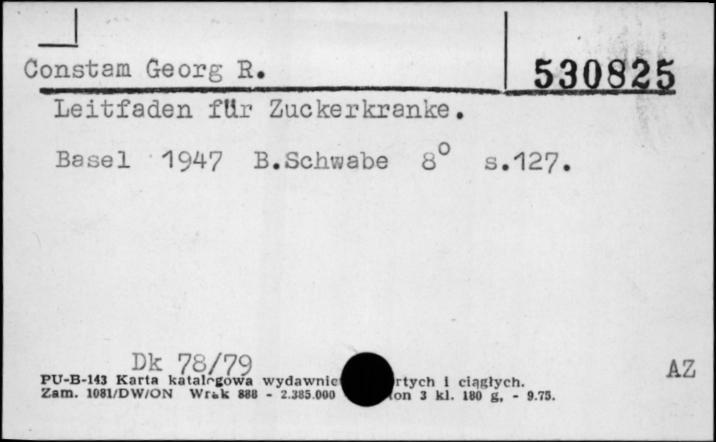 Constam Georg R.
530825
Leitfaden für Zuckerkranke.
Basel 1947 B.Schwabe 8° s.127.
Dk 78/79
AZ
PU-B-143 Karta katalogowa wydawnic rtych i ciągłych.
Zam. 1081/DW/ON Wrak 888 - 2.385.000 on 3 kl. 180 g. - 9.75.